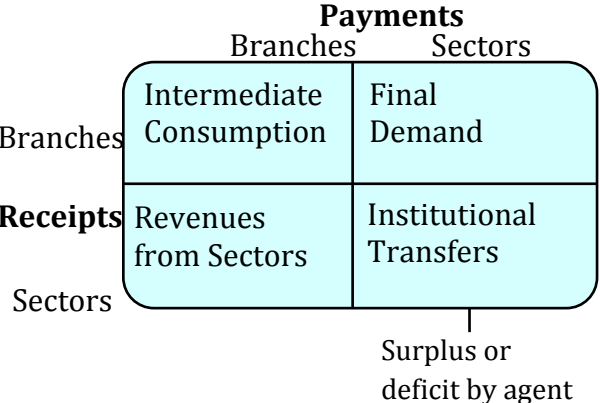 Payments
Branches Sectors
Intermediate Final
Branches Consumption Demand
Receipts Revenues Institutional
from Sectors Transfers
Sectors
Surplus or
deficit by agent